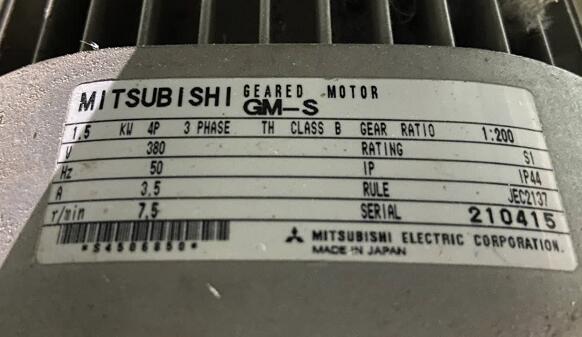 MITSUBISHI GEARED MOTOR GM-S
1.5 KW 4P 3 PHASE TH CLASS B GEAR RATIO 1:200
V 380 RATING S1
Hz 50 IP IP44
A 3.5 RULE JEC2137
r/min 7.5 SERIAL 210415
*S4506850*
MITSUBISHI ELECTRIC CORPORATION.
MADE IN JAPAN